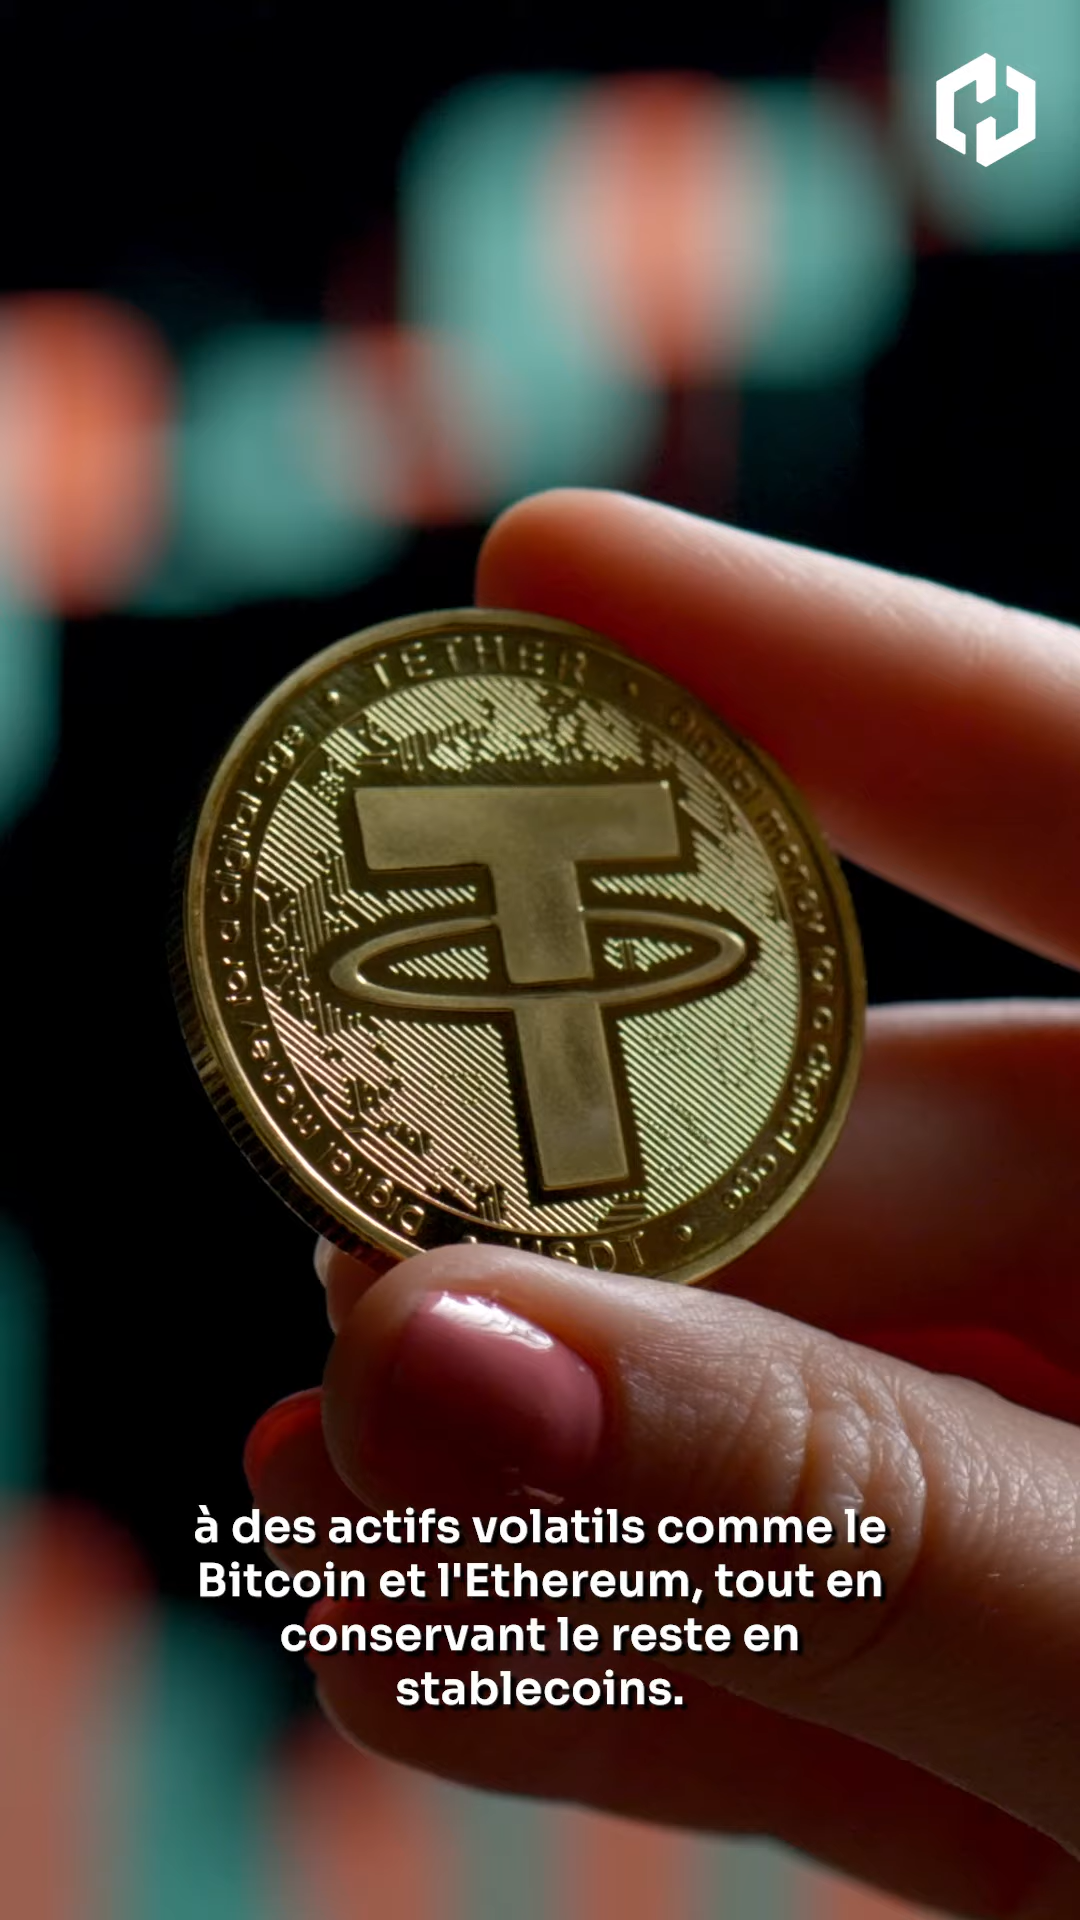 TETHER
Digital money for a digital age
Digital money for a digital age
USDT
à des actifs volatils comme le
Bitcoin et l'Ethereum, tout en
conservant le reste en
stablecoins.